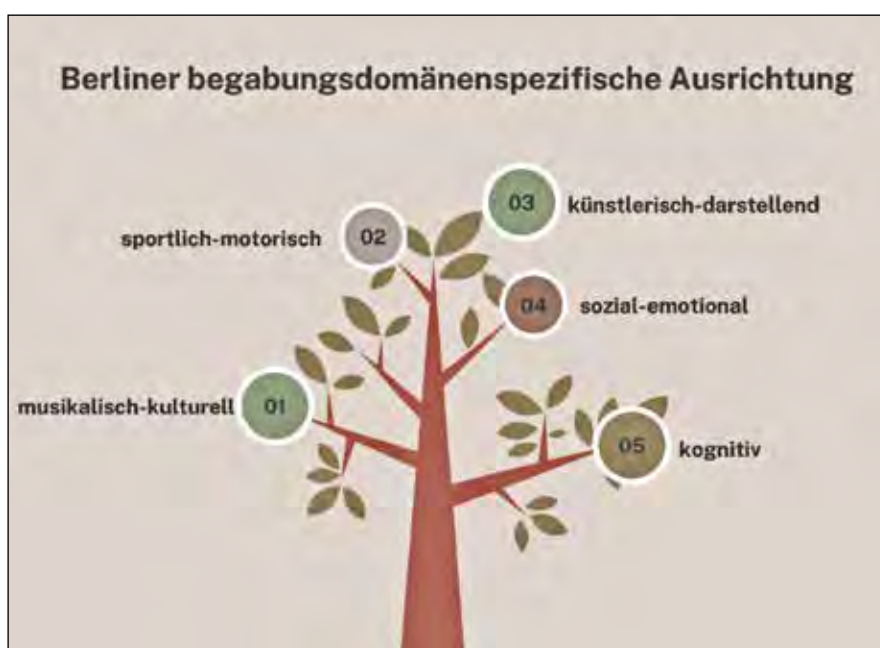 Berliner begabungsdomänenspezifische Ausrichtung
03
künstlerisch-darstellend
sportlich-motorisch
02
04
sozial-emotional
musikalisch-kulturell
01
05
kognitiv